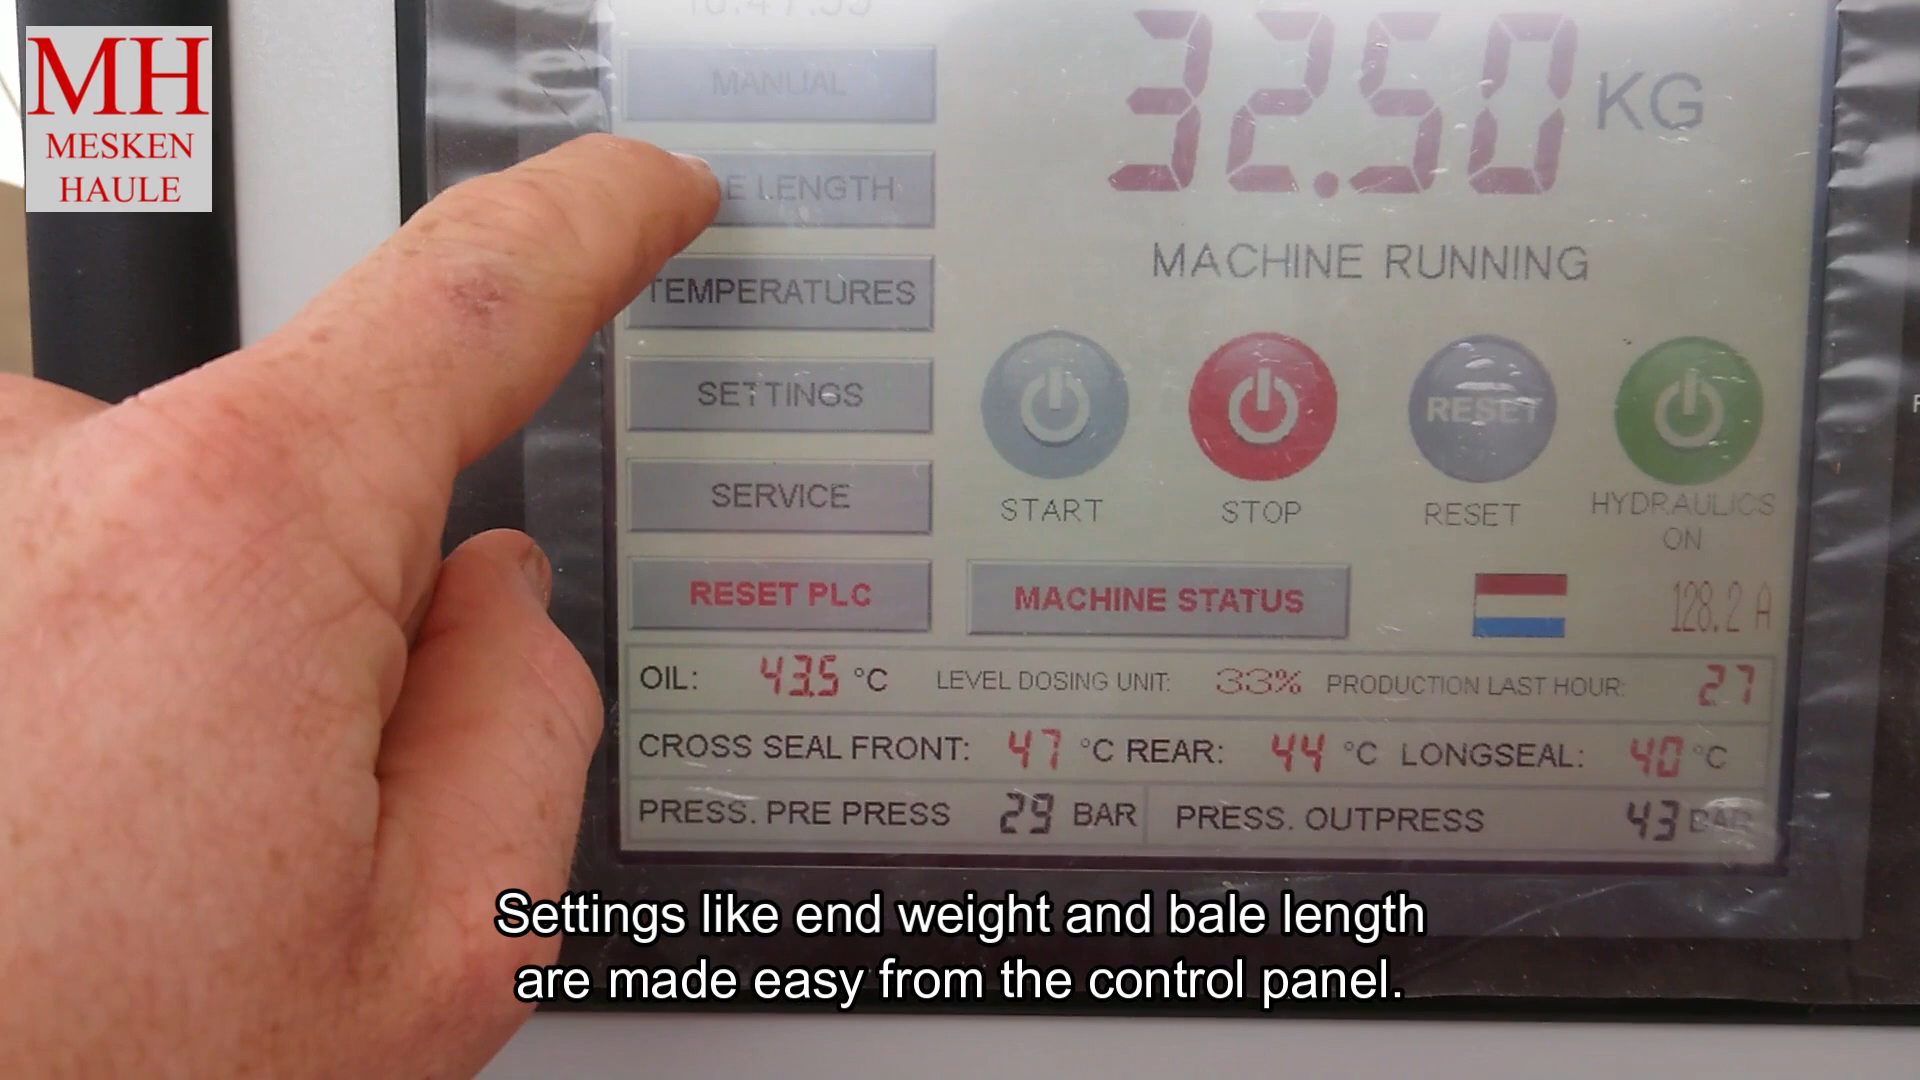 MH
MESKEN
HAULE
MANUAL
LENGTH
TEMPERATURES
SETTINGS
SERVICE
RESET PLC
32.50 KG
MACHINE RUNNING
RESET
START
STOP
RESET
HYDRAULICS
ON
MACHINE STATUS
128.2 A
OIL: 43.5 °C LEVEL DOSING UNIT: 33% PRODUCTION LAST HOUR: 27
CROSS SEAL FRONT: 47 °C REAR: 44 °C LONGSEAL: 40 °C
PRESS. PRE PRESS 29 BAR PRESS. OUTPRESS 43 BAR
Settings like end weight and bale length
are made easy from the control panel.